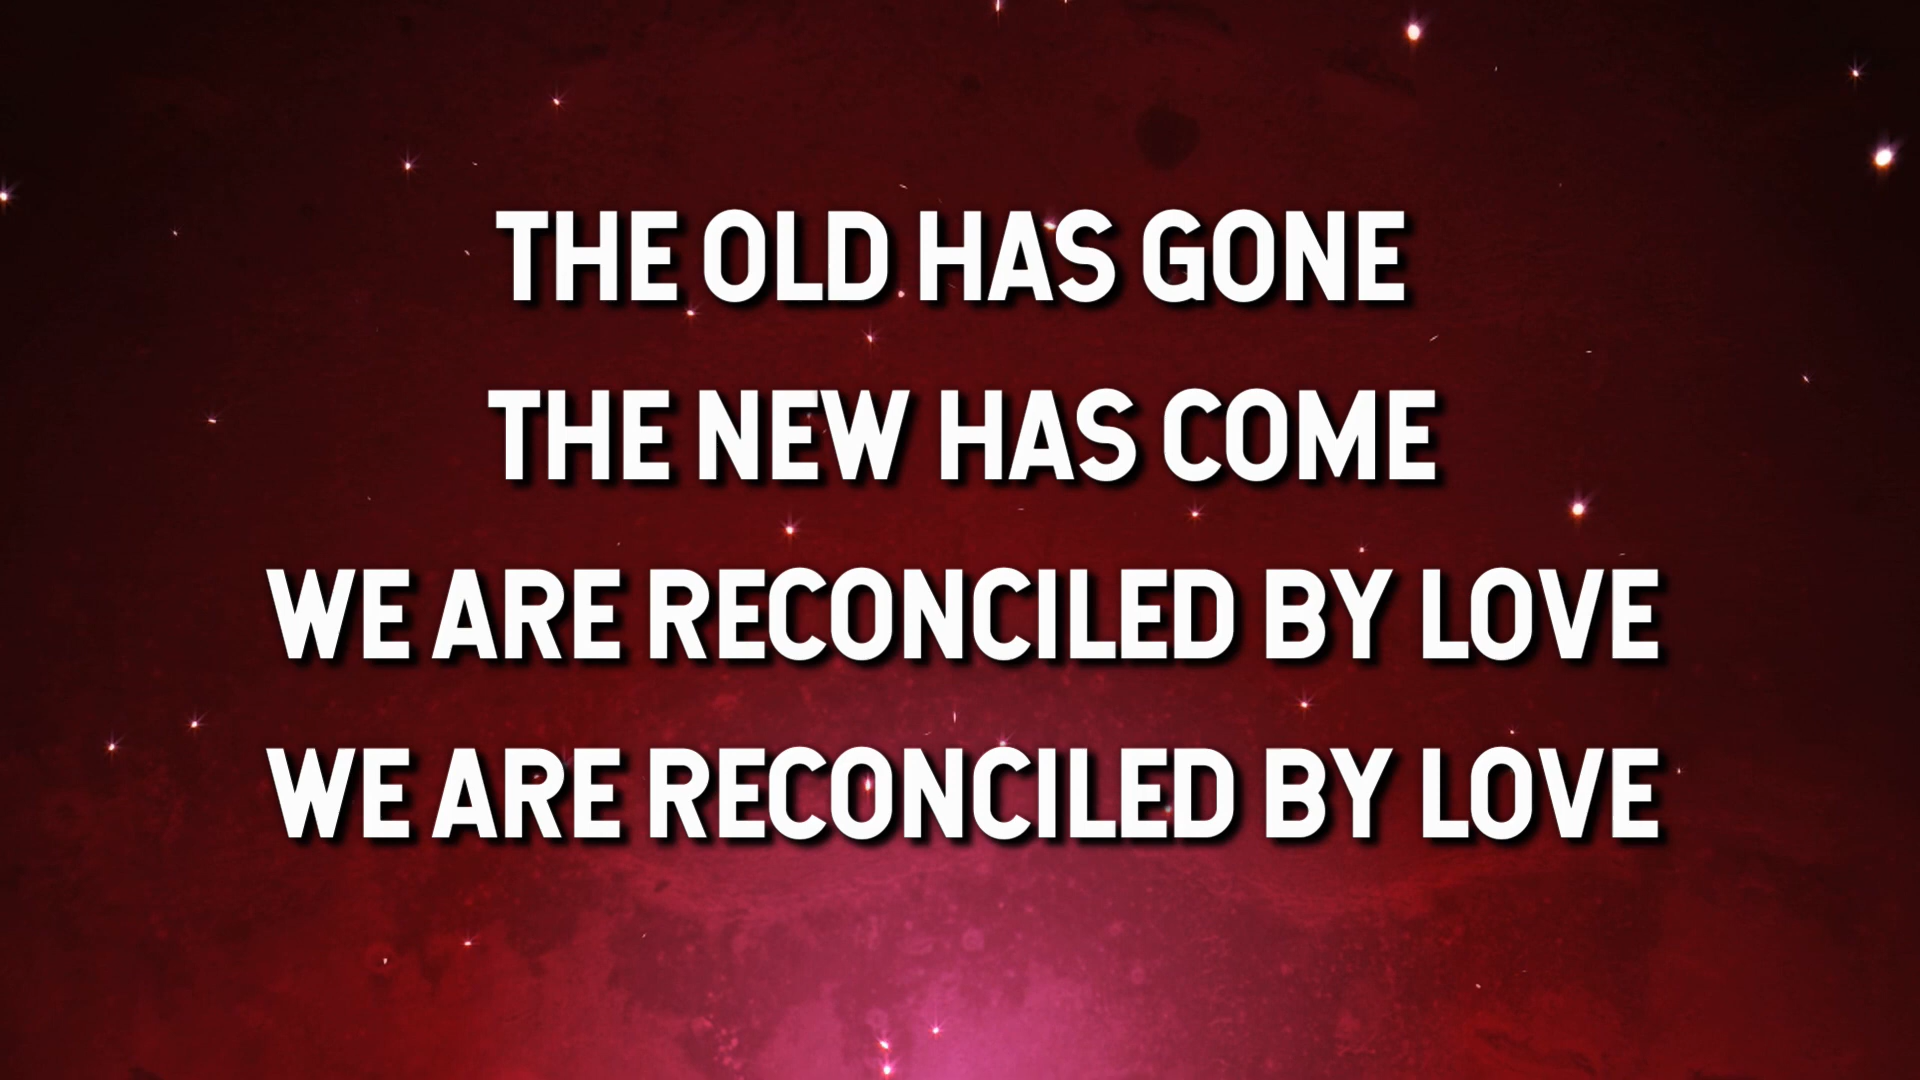 THE OLD HAS GONE
THE NEW HAS COME
WE ARE RECONCILED BY LOVE
WE ARE RECONCILED BY LOVE